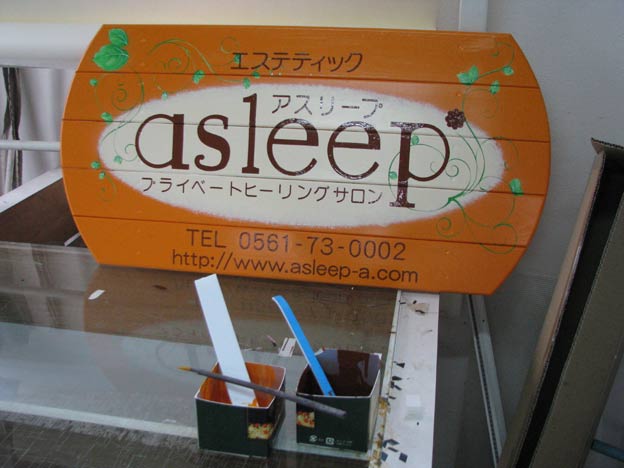 エステティック
アスリープ
asleep
プライベートヒーリングサロン
TEL 0561-73-0002
http://www.asleep-a.com